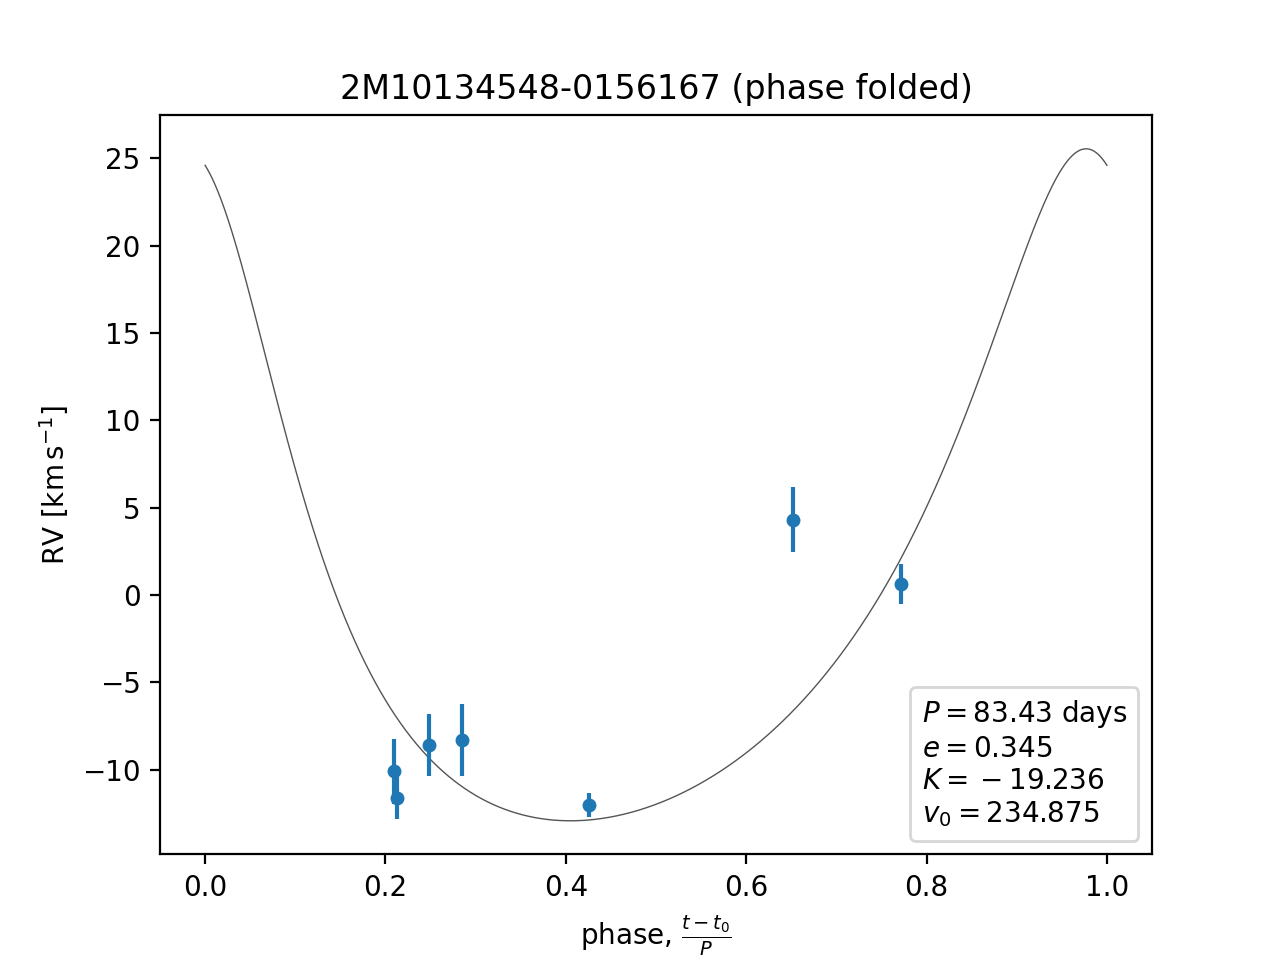 2M10134548-0156167 (phase folded)
25
20
15
10
5
0
−5
−10
RV [km s⁻¹]
P = 83.43 days
e = 0.345
K = − 19.236
v₀ = 234.875
0.0 0.2 0.4 0.6 0.8 1.0
phase, (t − t₀)/P